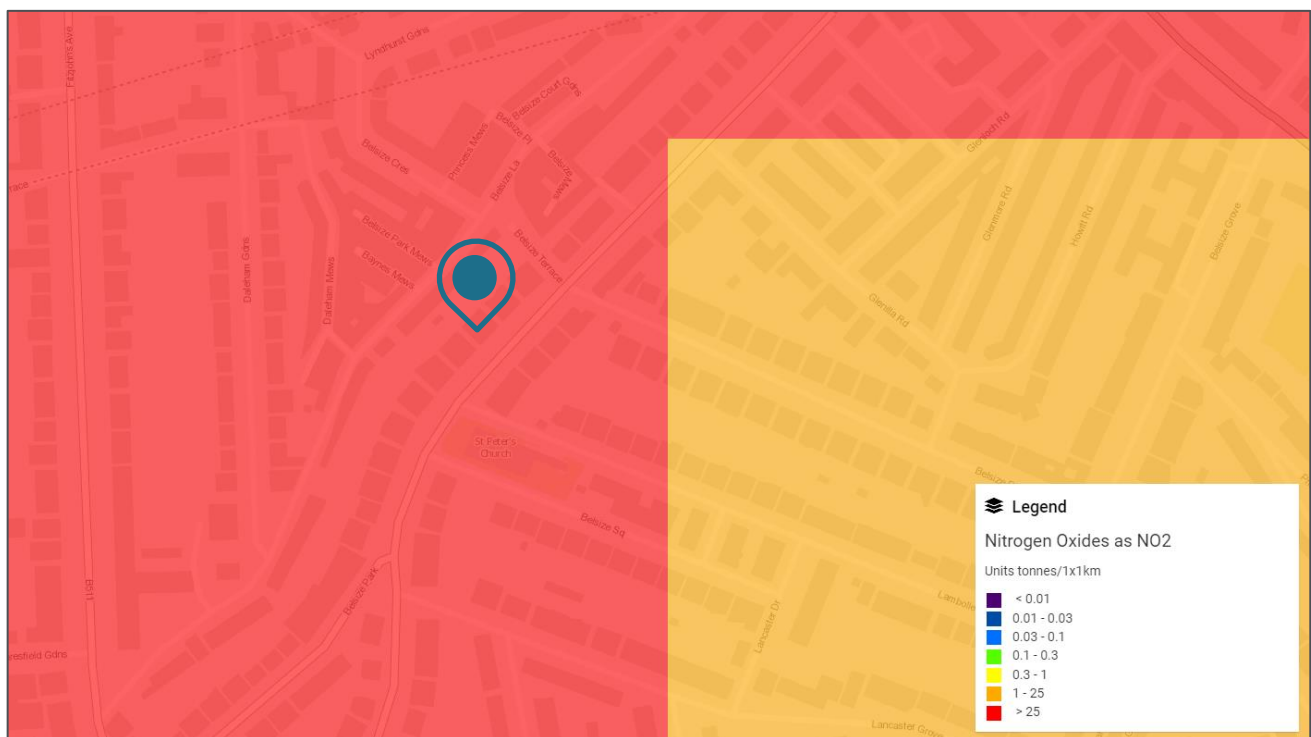 Fitzjohns Ave
Lyndhurst Gdns
Belsize Court Gdns
Belsize Pl
Princess Mews
Belsize Mews
Belsize La
Belsize Cres
Belsize Park Mews
Baynes Mews
Belsize Terrace
Daleham Gdns
Daleham Mews
race
Glenloch Rd
Glenmore Rd
Howitt Rd
Belsize Grove
Glenilla Rd
St Peter's
Church
Belsize Sq
Belsize Park
B511
resfield Gdns
Lancaster Dr
Lancaster Grove
Lambolle
Legend
Nitrogen Oxides as NO2
Units tonnes/1x1km
< 0.01
0.01 - 0.03
0.03 - 0.1
0.1 - 0.3
0.3 - 1
1 - 25
> 25